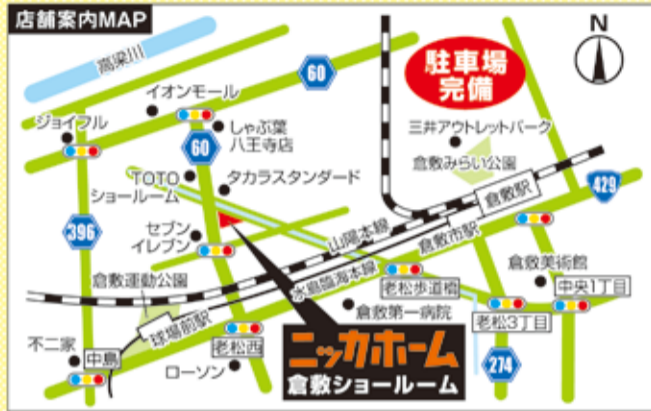 店舗案内MAP
N
高梁川
60
駐車場
完備
イオンモール
ジョイフル
しゃぶ葉
八王寺店
三井アウトレットパーク
倉敷みらい公園
60
TOTO
ショールーム
タカラスタンダード
倉敷駅
429
396
セブン
イレブン
山陽本線
倉敷市駅
倉敷運動公園
水島臨海本線
老松歩道橋
倉敷美術館
中央1丁目
球場前駅
倉敷第一病院
老松3丁目
不二家
中島
老松西
ローソン
ニッカホーム
倉敷ショールーム
274